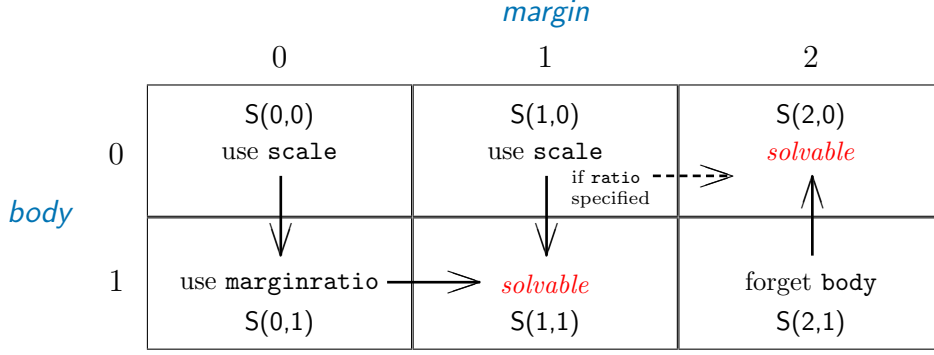 margin
0 1 2
S(0,0) S(1,0) S(2,0)
0 use scale use scale solvable
if ratio
specified
body
1 use marginratio solvable forget body
S(0,1) S(1,1) S(2,1)